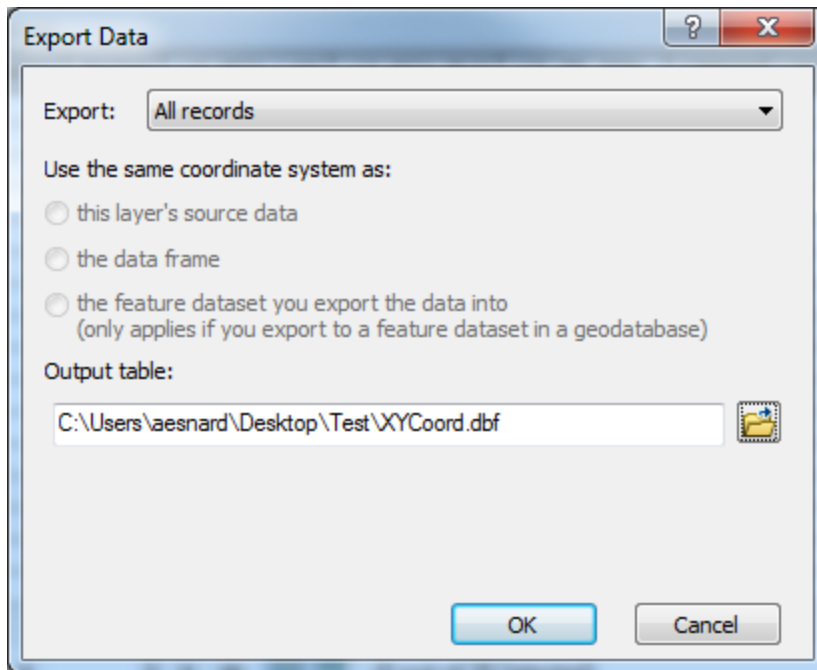 Export Data
Export: All records
Use the same coordinate system as:
this layer's source data
the data frame
the feature dataset you export the data into
(only applies if you export to a feature dataset in a geodatabase)
Output table:
C:\Users\aesnard\Desktop\Test\XYCoord.dbf
OK Cancel